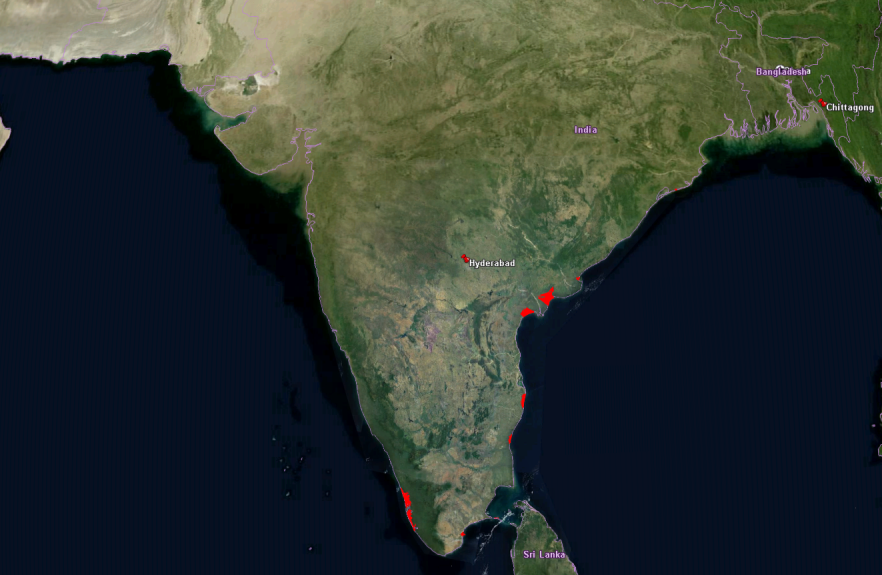 Bangladesh
Chittagong
India
Hyderabad
Sri Lanka